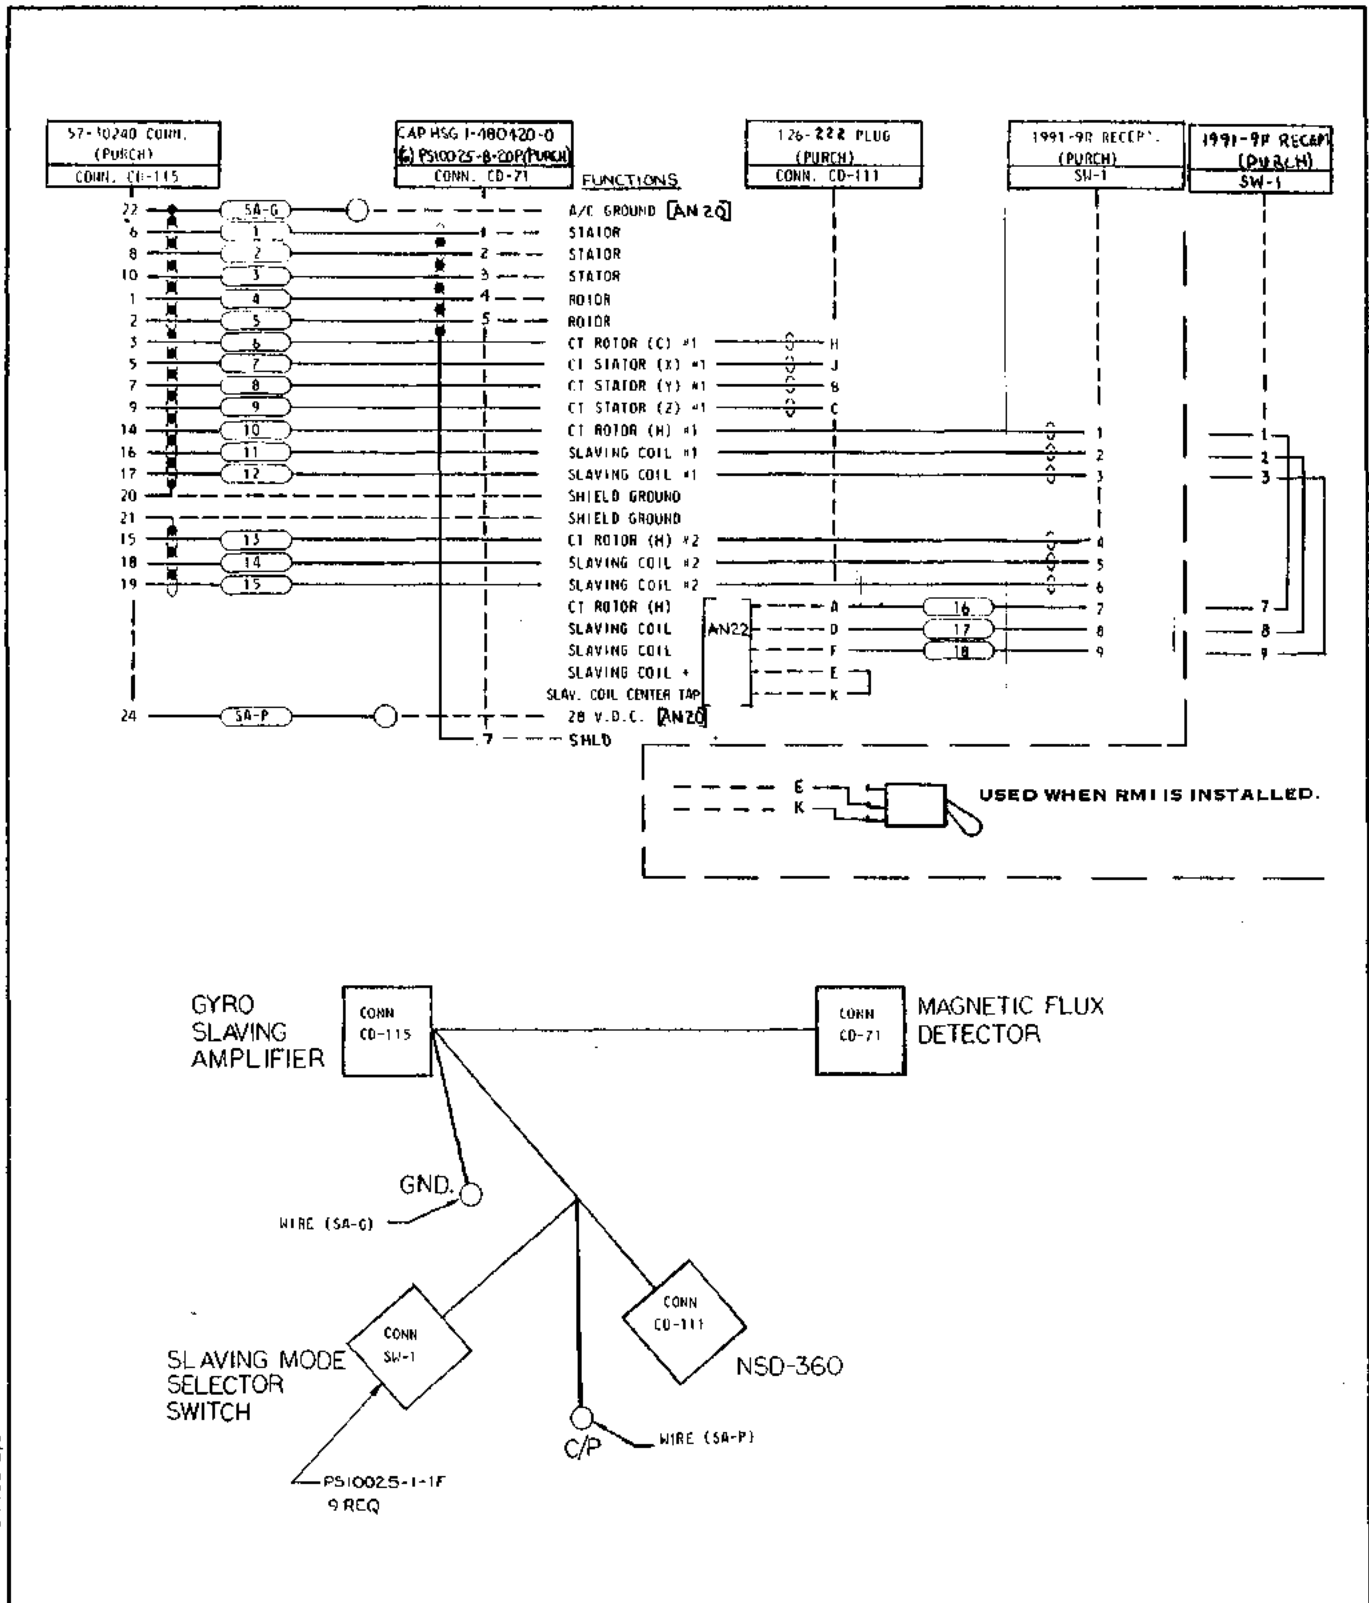 57-30240 CONN.
(PURCH)
CONN. CD-115
CAP HSG 1-480420-0
(6) PS10025-8-20P(PURCH)
CONN. CD-71
FUNCTIONS
126-222 PLUG
(PURCH)
CONN. CD-111
1991-9R RECEP.
(PURCH)
SW-1
1991-9R RECEP
(PURCH)
SW-1
22 SA-G A/C GROUND [AN20]
6 1 1 STATOR
8 2 2 STATOR
10 3 3 STATOR
1 4 4 ROTOR
2 5 5 ROTOR
3 6 CT ROTOR (C) #1 H
5 7 CT STATOR (X) #1 J
7 8 CT STATOR (Y) #1 B
9 9 CT STATOR (Z) #1 C
14 10 CT ROTOR (H) #1 1 1
16 11 SLAVING COIL #1 2 2
17 12 SLAVING COIL #1 3 3
20 SHIELD GROUND
21 SHIELD GROUND
15 13 CT ROTOR (H) #2 4
18 14 SLAVING COIL #2 5
19 15 SLAVING COIL #2 6
CT ROTOR (H) A 16 7 7
SLAVING COIL AN22 D 17 8 8
SLAVING COIL F 18 9 9
SLAVING COIL + E
SLAV. COIL CENTER TAP K
24 SA-P 28 V.D.C. [AN20]
7 SHLD
E USED WHEN RMI IS INSTALLED.
K
GYRO
SLAVING
AMPLIFIER
CONN
CD-115
CONN
CD-71
MAGNETIC FLUX
DETECTOR
GND.
WIRE (SA-G)
CONN
SW-1
CONN
CD-111
SLAVING MODE
SELECTOR
SWITCH
NSD-360
C/P
WIRE (SA-P)
PS10025-1-1F
9 REQ